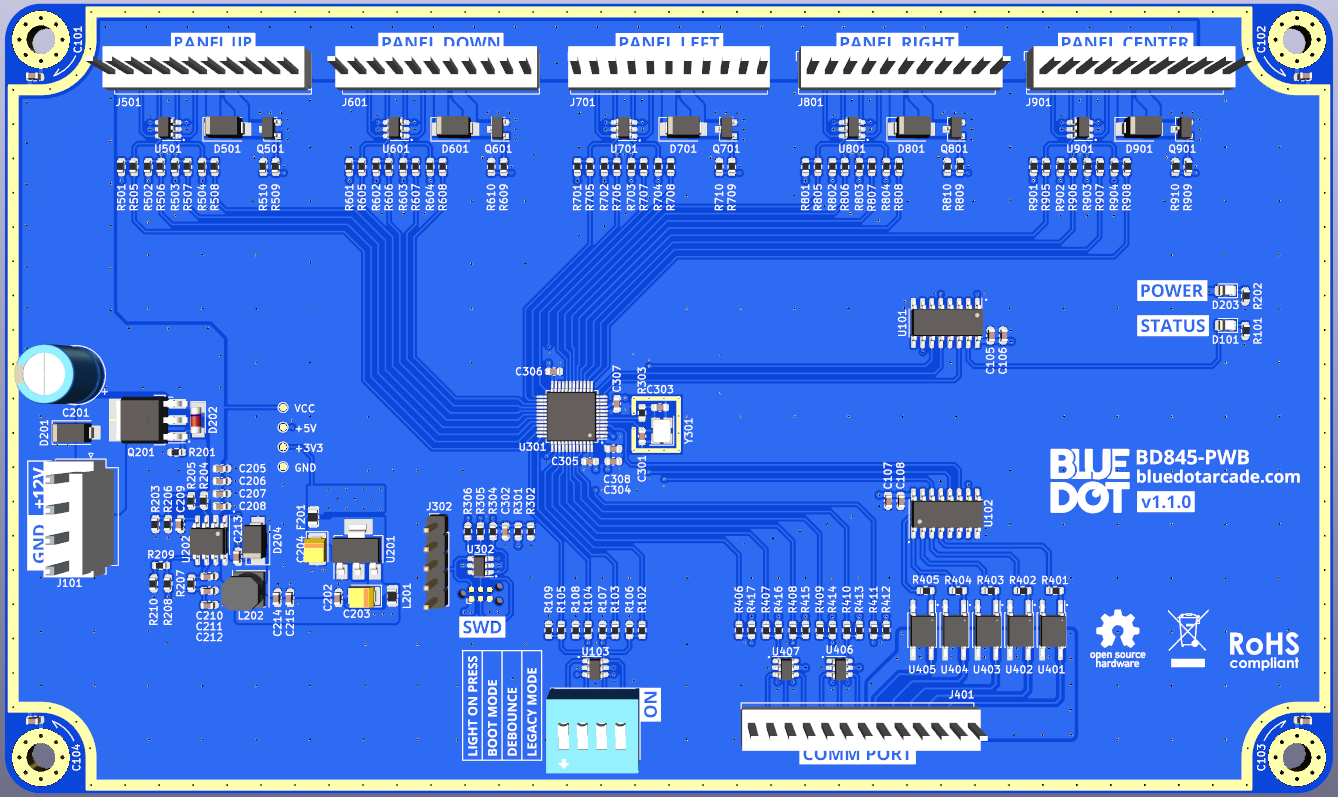 C101
PANEL UP
PANEL DOWN
PANEL LEFT
PANEL RIGHT
PANEL CENTER
C102
J501
J601
J701
J801
J901
U501
D501
Q501
U601
D601
Q601
U701
D701
Q701
U801
D801
Q801
U901
D901
Q901
R501
R505
R502
R506
R503
R507
R504
R508
R510
R509
R601
R605
R602
R606
R603
R607
R604
R608
R610
R609
R701
R705
R702
R706
R703
R707
R704
R708
R710
R709
R801
R805
R802
R806
R803
R807
R804
R808
R810
R809
R901
R905
R902
R906
R903
R907
R904
R908
R910
R909
POWER
D203
R202
STATUS
D101
R101
U101
C105
C106
C306
C307
R303
C303
Y301
U301
C305
C301
C308
C304
+
C201
D201
Q201
D202
R201
VCC
+5V
+3V3
GND
+12V
GND
J101
R205
R204
C205
C206
C207
C208
R203
R206
C209
U202
C213
D204
R209
R210
R208
R207
C210
C211
C212
L202
C214
C215
F201
C204
U201
C202
C203
L201
J302
R306
R305
R304
C302
R301
R302
U302
SWD
C107
C108
U102
BLUE
DOT
BD845-PWB
bluedotarcade.com
v1.1.0
R109
R105
R108
R104
R107
R103
R106
R102
U103
R406
R417
R407
R416
R408
R415
R409
R414
R410
R413
R411
R412
U407
U406
R405
R404
R403
R402
R401
U405
U404
U403
U402
U401
J401
COMM PORT
open source
hardware
RoHS
compliant
LIGHT ON PRESS
BOOT MODE
DEBOUNCE
LEGACY MODE
ON
C104
C103